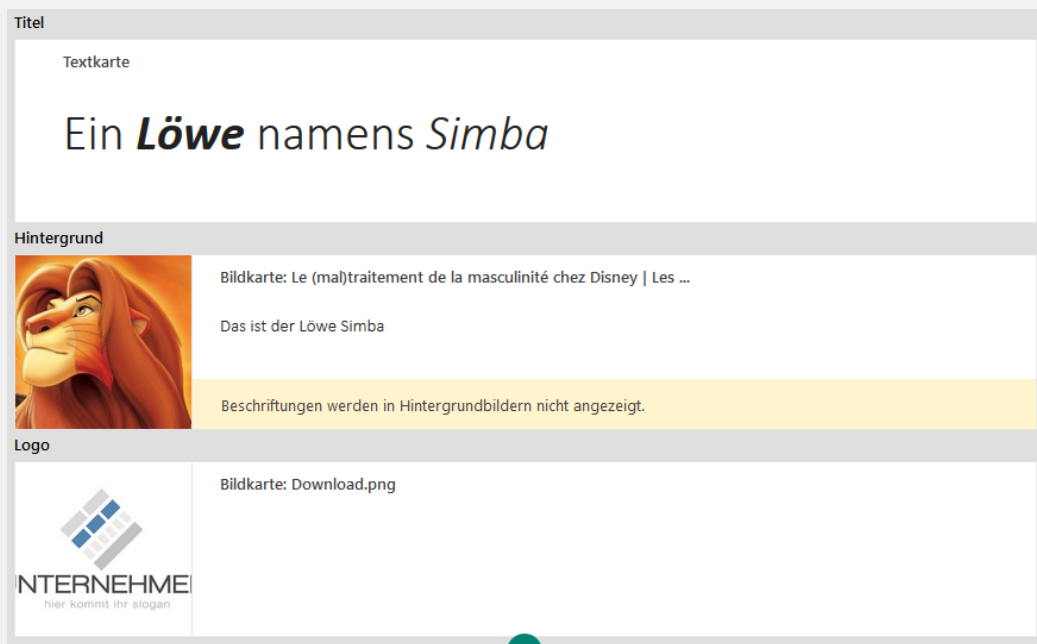 Titel
Textkarte
Ein Löwe namens Simba
Hintergrund
Bildkarte: Le (mal)traitement de la masculinité chez Disney | Les ...
Das ist der Löwe Simba
Beschriftungen werden in Hintergrundbildern nicht angezeigt.
Logo
Bildkarte: Download.png
NTERNEHME
hier kommt ihr slogan